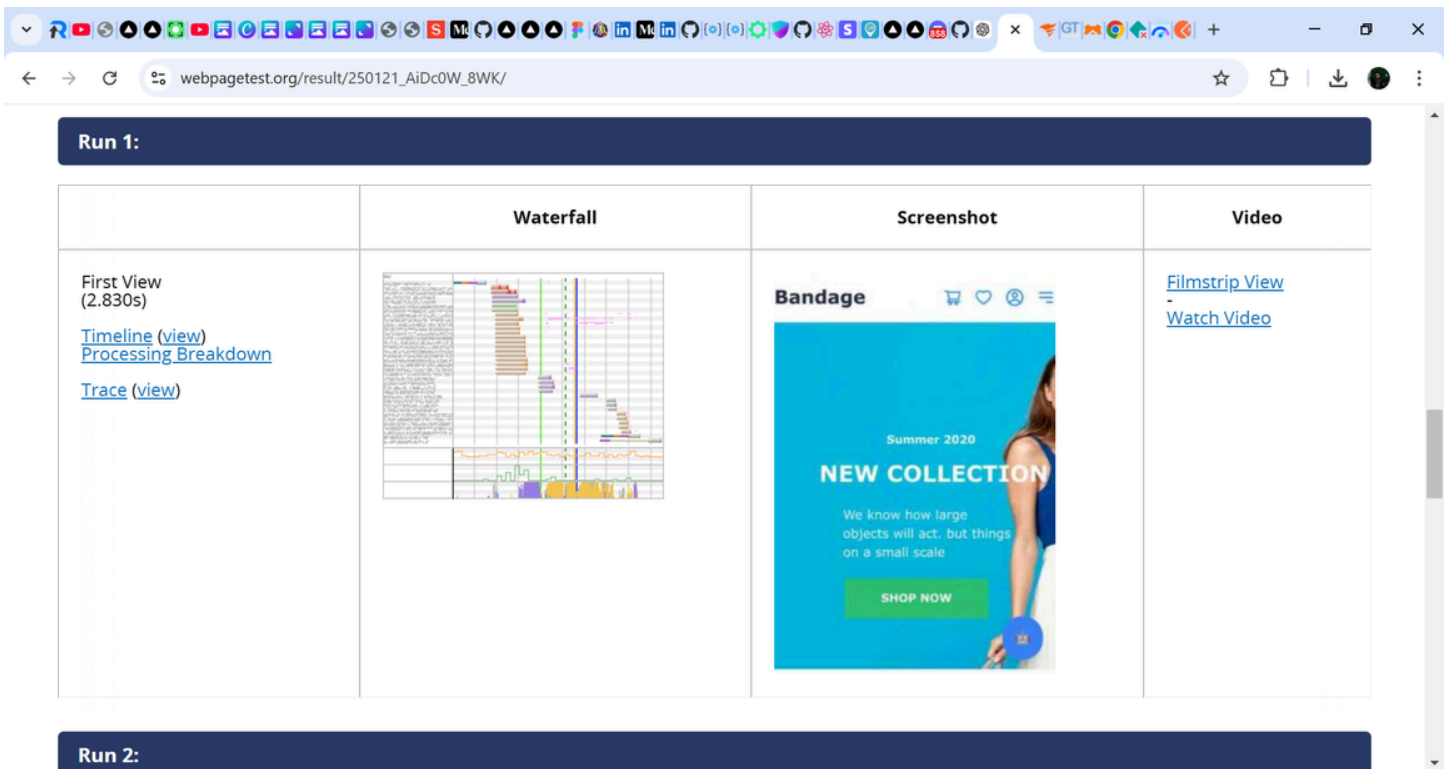 webpagetest.org/result/250121_AiDc0W_8WK/
Run 1:
Waterfall
Screenshot
Video
First View
(2.830s)
Timeline (view)
Processing Breakdown
Trace (view)
Bandage
Summer 2020
NEW COLLECTION
We know how large
objects will act. but things
on a small scale
SHOP NOW
Filmstrip View
-
Watch Video
Run 2: